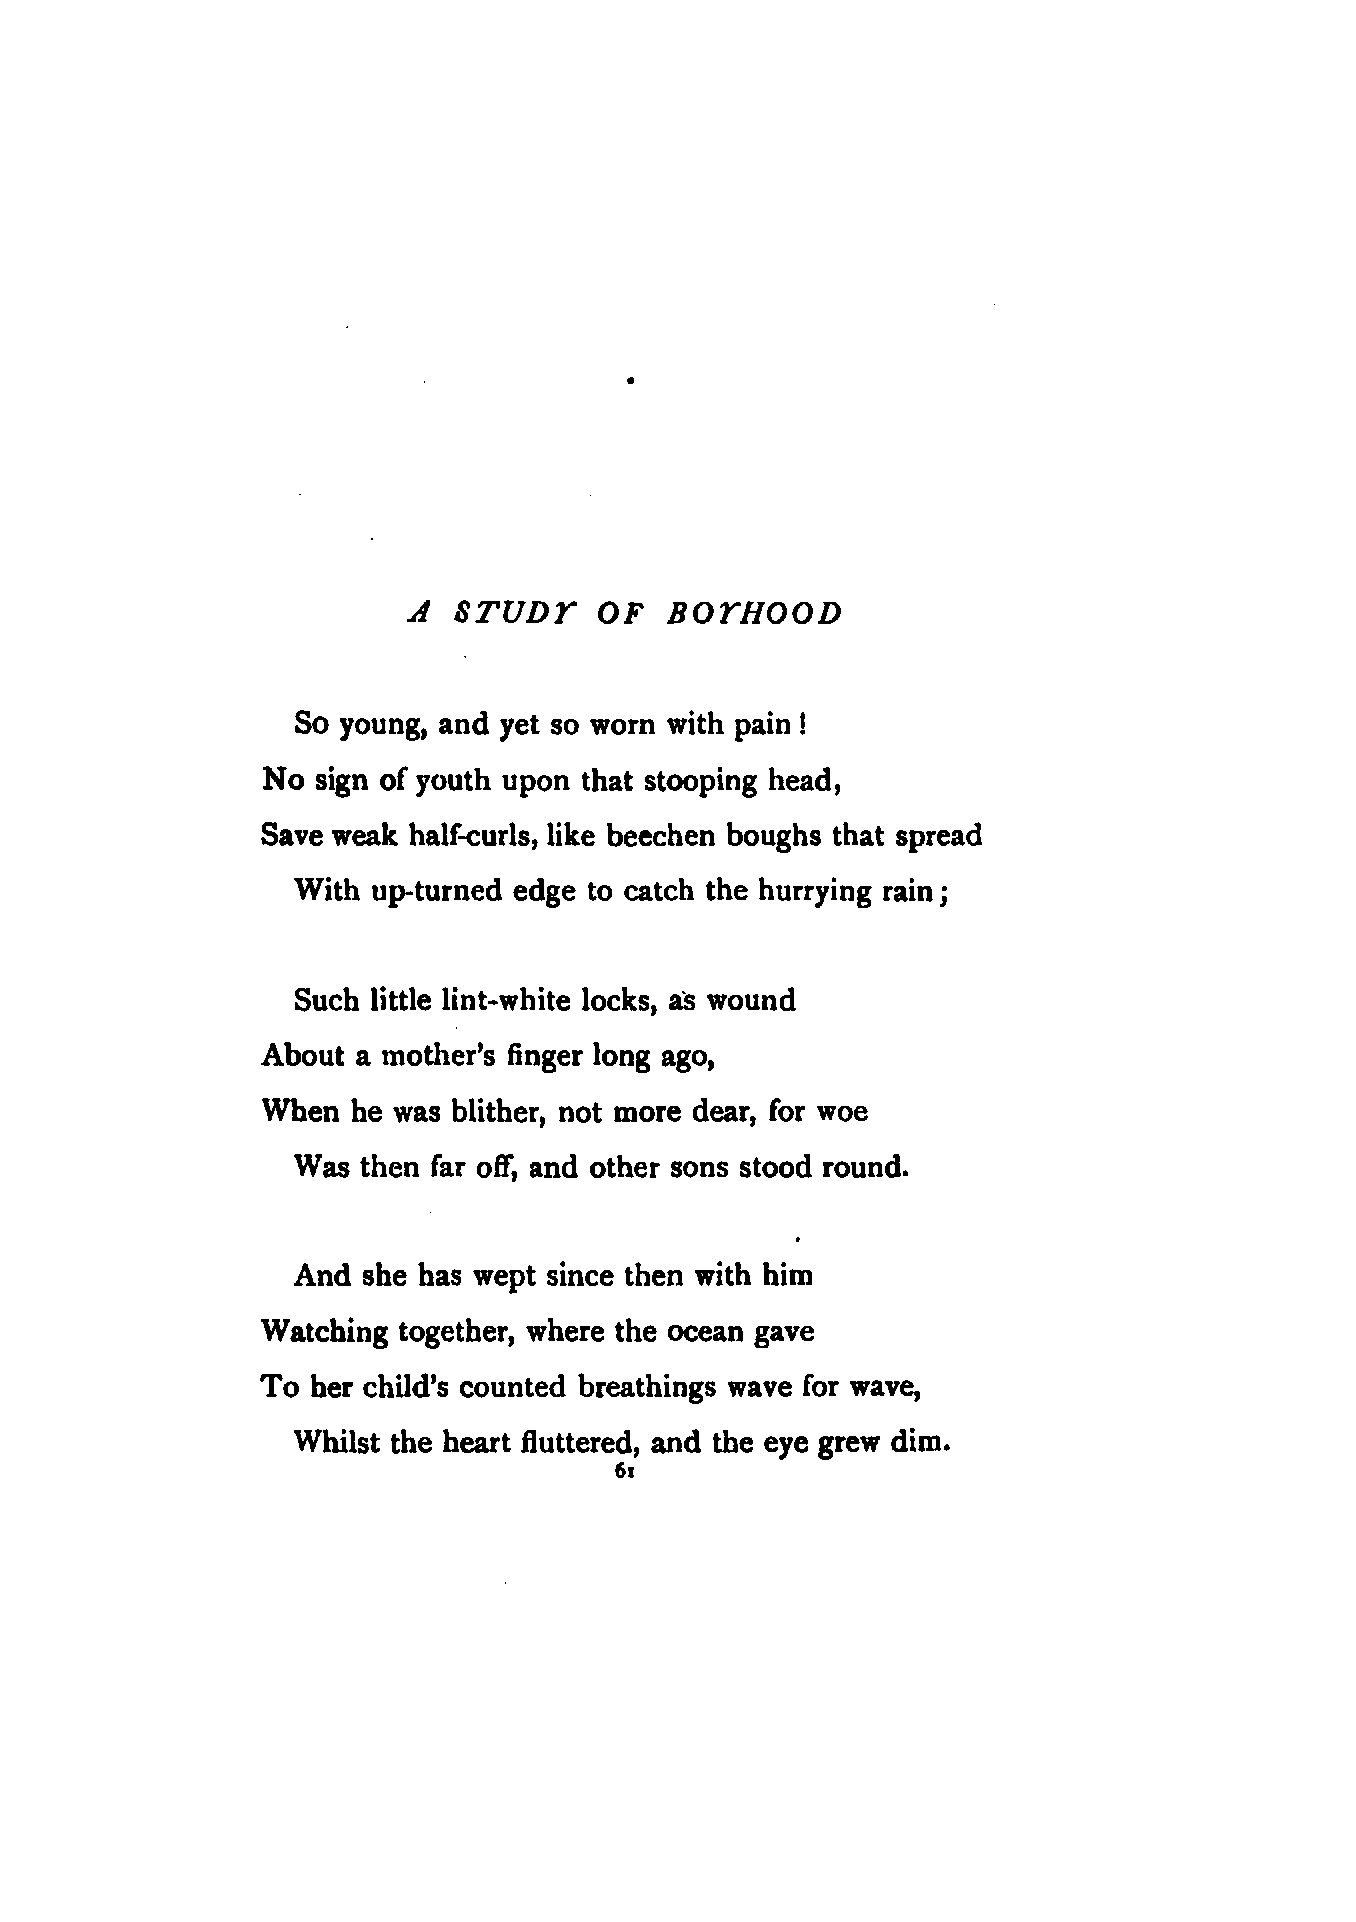 A STUDY OF BOYHOOD
So young, and yet so worn with pain !
No sign of youth upon that stooping head,
Save weak half-curls, like beechen boughs that spread
With up-turned edge to catch the hurrying rain ;
Such little lint-white locks, as wound
About a mother's finger long ago,
When he was blither, not more dear, for woe
Was then far off, and other sons stood round.
And she has wept since then with him
Watching together, where the ocean gave
To her child's counted breathings wave for wave,
Whilst the heart fluttered, and the eye grew dim.
61